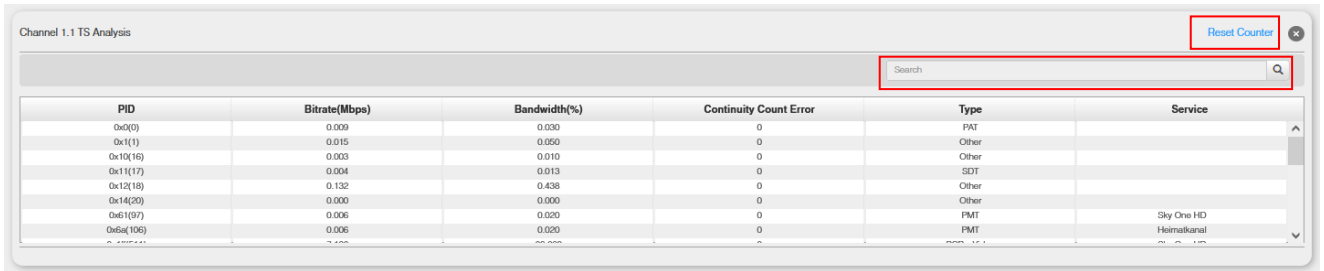 Channel 1.1 TS Analysis Reset Counter
Search
PID Bitrate(Mbps) Bandwidth(%) Continuity Count Error Type Service
0x0(0) 0.009 0.030 0 PAT
0x1(1) 0.015 0.050 0 Other
0x10(16) 0.003 0.010 0 Other
0x11(17) 0.004 0.013 0 SDT
0x12(18) 0.132 0.438 0 Other
0x14(20) 0.000 0.000 0 Other
0x61(97) 0.006 0.020 0 PMT Sky One HD
0x6a(106) 0.006 0.020 0 PMT Heimatkanal